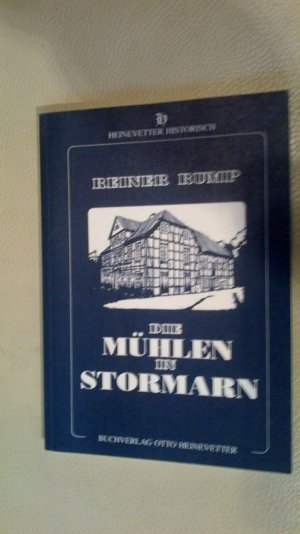 HEINEVETTER HISTORISCH
REINER RUMP
DIE
MÜHLEN
IN
STORMARN
BUCHVERLAG OTTO HEINEVETTER